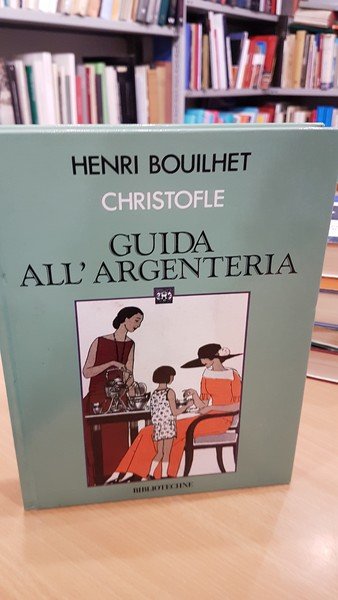 HENRI BOUILHET
CHRISTOFLE
GUIDA
ALL'ARGENTERIA
BIBLIOTECHNE